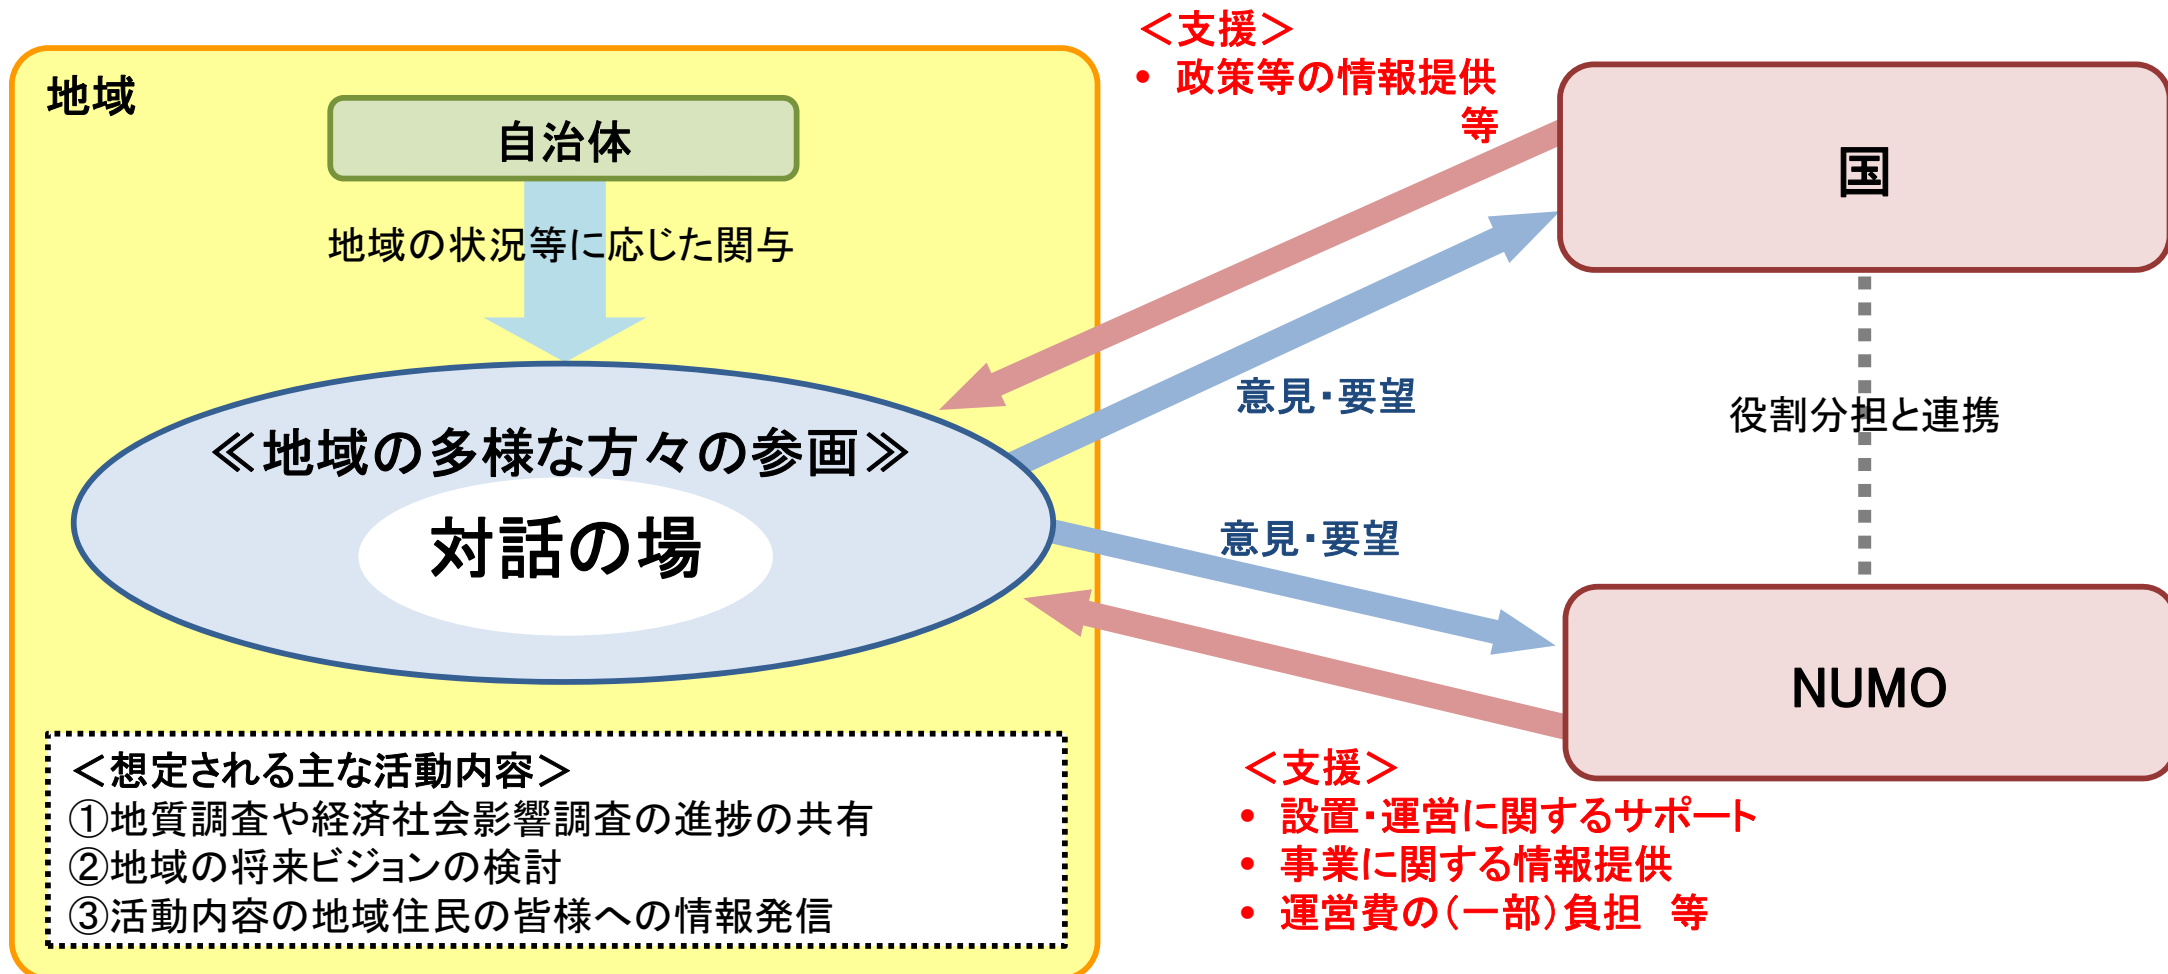 地域
自治体
地域の状況等に応じた関与
≪地域の多様な方々の参画≫
対話の場
＜想定される主な活動内容＞
①地質調査や経済社会影響調査の進捗の共有
②地域の将来ビジョンの検討
③活動内容の地域住民の皆様への情報発信
＜支援＞
• 政策等の情報提供
等
意見・要望
意見・要望
国
役割分担と連携
NUMO
＜支援＞
• 設置・運営に関するサポート
• 事業に関する情報提供
• 運営費の（一部）負担　等